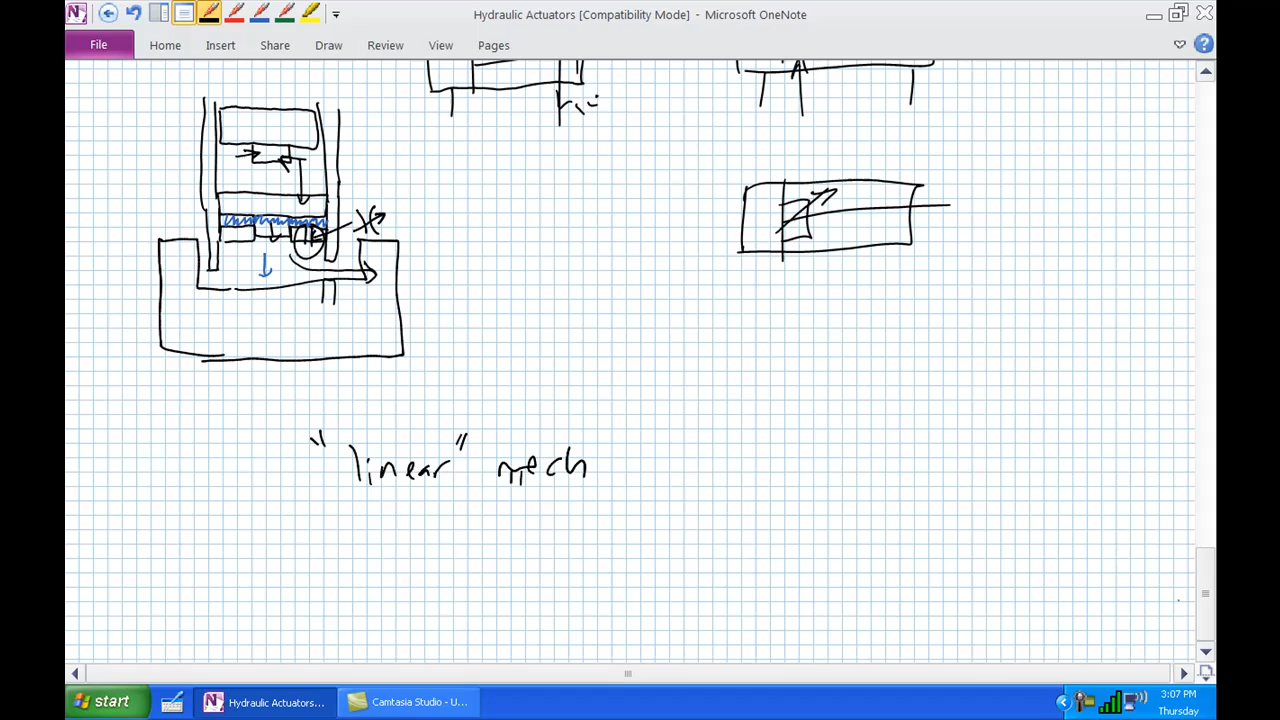 Hydraulic Actuators [Compatibility Mode] - Microsoft OneNote
File Home Insert Share Draw Review View Pages
"linear" mech
start Hydraulic Actuators... Camtasia Studio - U... 3:07 PM
Thursday